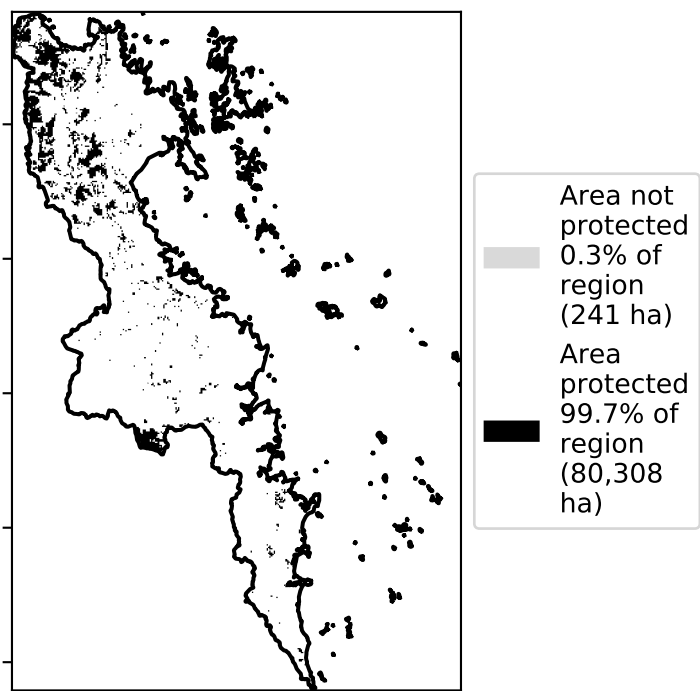 Area not
protected
0.3% of
region
(241 ha)
Area
protected
99.7% of
region
(80,308
ha)